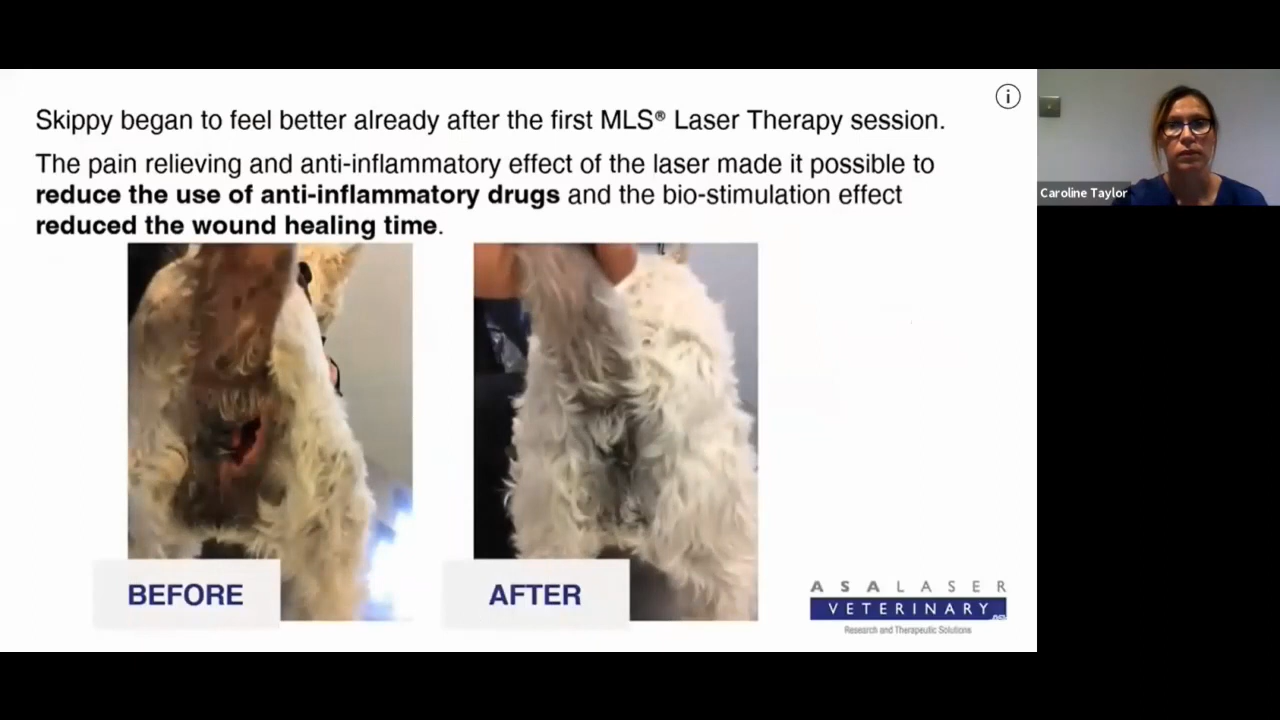 Skippy began to feel better already after the first MLS® Laser Therapy session.
The pain relieving and anti-inflammatory effect of the laser made it possible to
reduce the use of anti-inflammatory drugs and the bio-stimulation effect
reduced the wound healing time.
Caroline Taylor
BEFORE
AFTER
ASALASER
VETERINARY
Research and Therapeutic Solutions